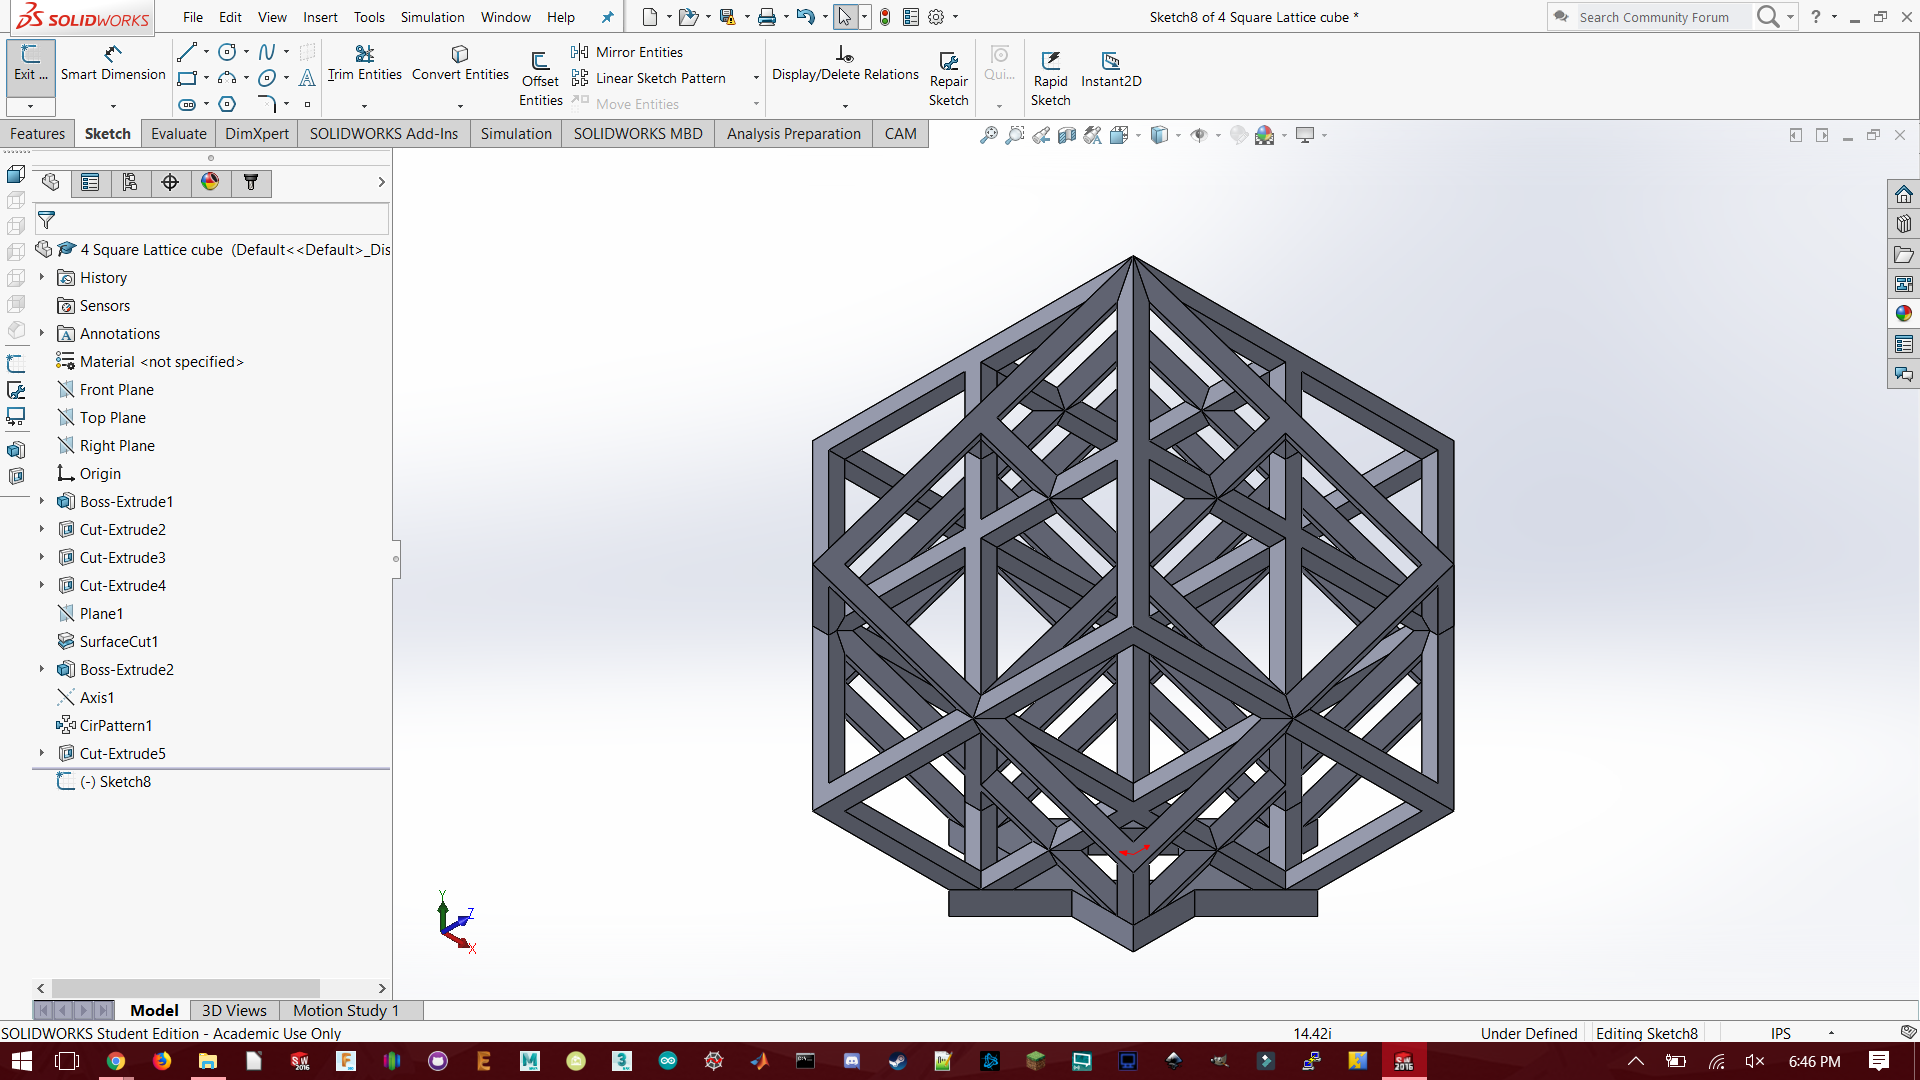 SOLIDWORKS
File Edit View Insert Tools Simulation Window Help
Sketch8 of 4 Square Lattice cube *
Search Community Forum
?
Exit ...
Smart Dimension
Trim Entities
Convert Entities
Offset Entities
Mirror Entities
Linear Sketch Pattern
Move Entities
Display/Delete Relations
Repair Sketch
Qui...
Rapid Sketch
Instant2D
Features Sketch Evaluate DimXpert SOLIDWORKS Add-Ins Simulation SOLIDWORKS MBD Analysis Preparation CAM
4 Square Lattice cube (Default<<Default>_Dis
History
Sensors
Annotations
Material <not specified>
Front Plane
Top Plane
Right Plane
Origin
Boss-Extrude1
Cut-Extrude2
Cut-Extrude3
Cut-Extrude4
Plane1
SurfaceCut1
Boss-Extrude2
Axis1
CirPattern1
Cut-Extrude5
(-) Sketch8
Y
Z
X
Model 3D Views Motion Study 1
SOLIDWORKS Student Edition - Academic Use Only
14.42i Under Defined Editing Sketch8 IPS
6:46 PM